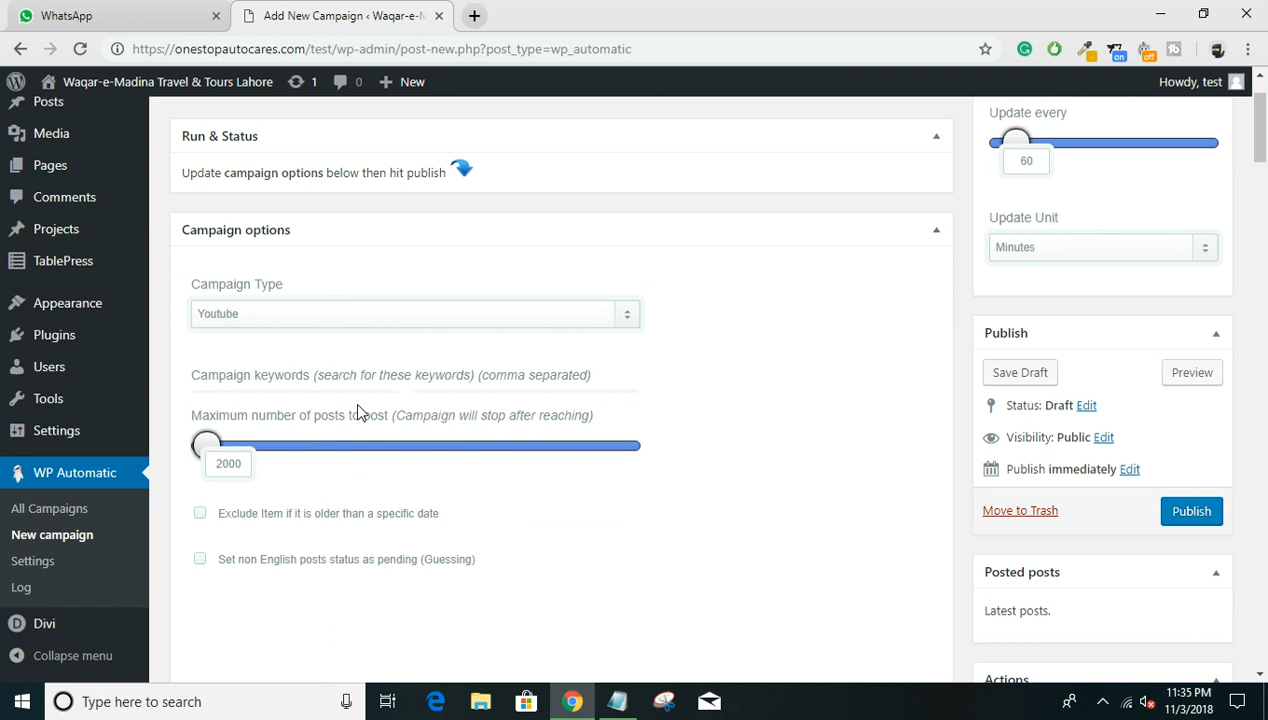 WhatsApp
Add New Campaign ‹ Waqar-e-M
https://onestopautocares.com/test/wp-admin/post-new.php?post_type=wp_automatic
on
off
tb
Waqar-e-Madina Travel & Tours Lahore
1
0
New
Howdy, test
Posts
Media
Pages
Comments
Projects
TablePress
Appearance
Plugins
Users
Tools
Settings
WP Automatic
All Campaigns
New campaign
Settings
Log
Divi
Collapse menu
Run & Status
Update campaign options below then hit publish
Campaign options
Campaign Type
Youtube
Campaign keywords (search for these keywords) (comma separated)
Maximum number of posts to post (Campaign will stop after reaching)
2000
Exclude Item if it is older than a specific date
Set non English posts status as pending (Guessing)
Update every
60
Update Unit
Minutes
Publish
Save Draft
Preview
Status: Draft Edit
Visibility: Public Edit
Publish immediately Edit
Move to Trash
Publish
Posted posts
Latest posts.
Actions
Type here to search
11:35 PM
11/3/2018